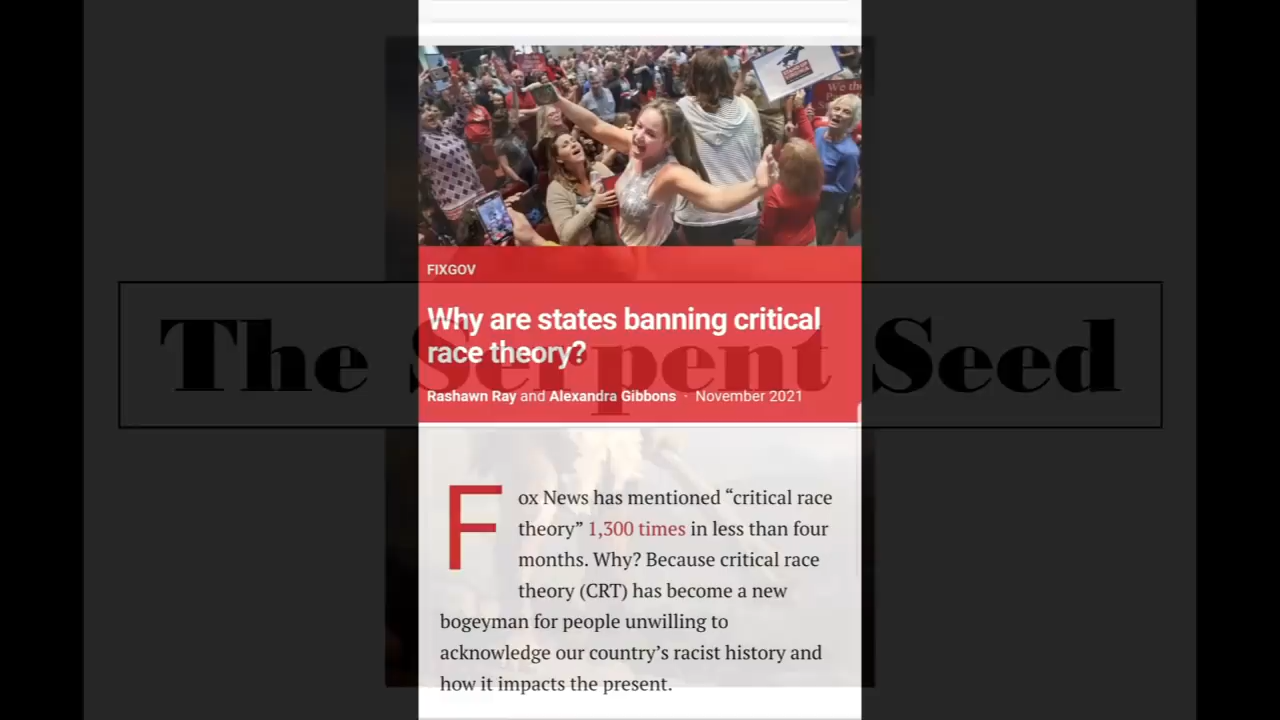 We the
FIXGOV
Why are states banning critical
race theory?
The Serpent Seed
Rashawn Ray and Alexandra Gibbons · November 2021
Fox News has mentioned “critical race
theory” 1,300 times in less than four
months. Why? Because critical race
theory (CRT) has become a new
bogeyman for people unwilling to
acknowledge our country’s racist history and
how it impacts the present.